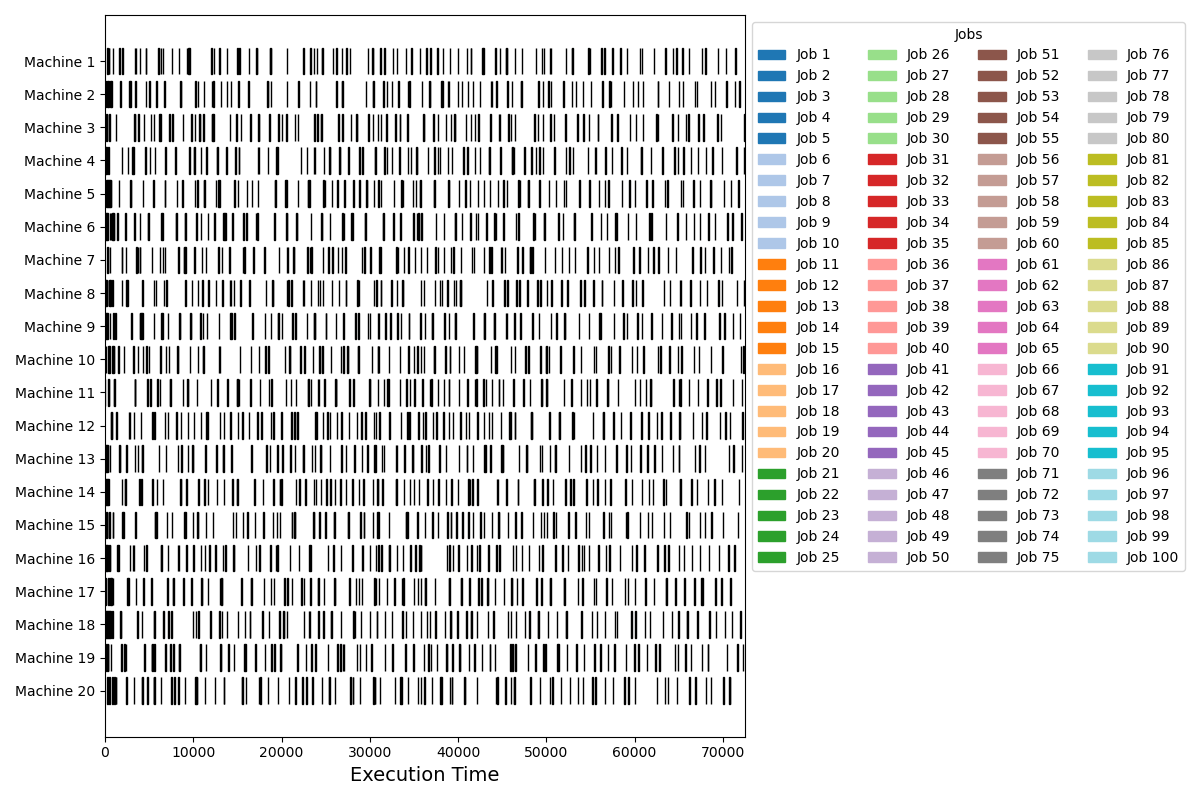 Machine 1
Machine 2
Machine 3
Machine 4
Machine 5
Machine 6
Machine 7
Machine 8
Machine 9
Machine 10
Machine 11
Machine 12
Machine 13
Machine 14
Machine 15
Machine 16
Machine 17
Machine 18
Machine 19
Machine 20
0 10000 20000 30000 40000 50000 60000 70000
Execution Time
Jobs
Job 1
Job 2
Job 3
Job 4
Job 5
Job 6
Job 7
Job 8
Job 9
Job 10
Job 11
Job 12
Job 13
Job 14
Job 15
Job 16
Job 17
Job 18
Job 19
Job 20
Job 21
Job 22
Job 23
Job 24
Job 25
Job 26
Job 27
Job 28
Job 29
Job 30
Job 31
Job 32
Job 33
Job 34
Job 35
Job 36
Job 37
Job 38
Job 39
Job 40
Job 41
Job 42
Job 43
Job 44
Job 45
Job 46
Job 47
Job 48
Job 49
Job 50
Job 51
Job 52
Job 53
Job 54
Job 55
Job 56
Job 57
Job 58
Job 59
Job 60
Job 61
Job 62
Job 63
Job 64
Job 65
Job 66
Job 67
Job 68
Job 69
Job 70
Job 71
Job 72
Job 73
Job 74
Job 75
Job 76
Job 77
Job 78
Job 79
Job 80
Job 81
Job 82
Job 83
Job 84
Job 85
Job 86
Job 87
Job 88
Job 89
Job 90
Job 91
Job 92
Job 93
Job 94
Job 95
Job 96
Job 97
Job 98
Job 99
Job 100